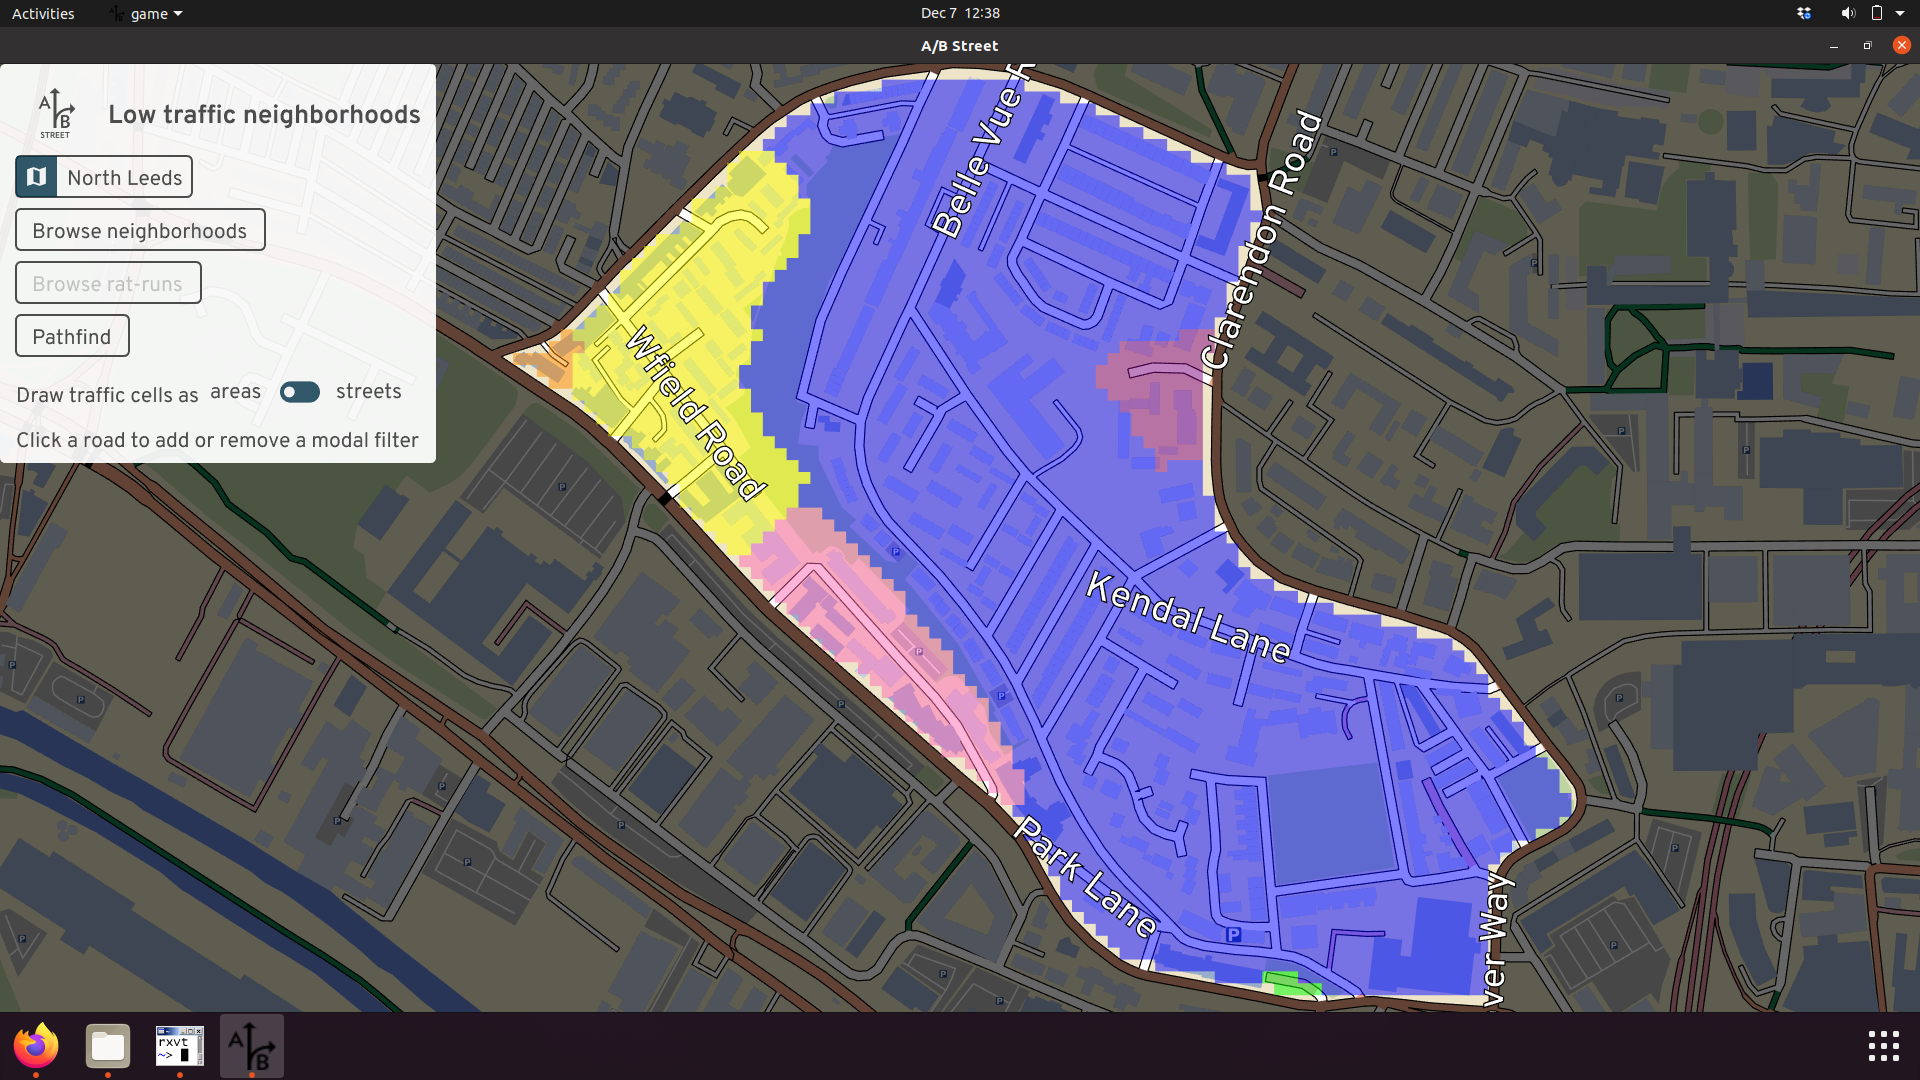 Activities
game
Dec 7 12:38
A/B Street
A
B
STREET
Low traffic neighborhoods
North Leeds
Browse neighborhoods
Browse rat-runs
Pathfind
Draw traffic cells as areas streets
Click a road to add or remove a modal filter
Belle Vue R
Clarendon Road
Wfield Road
Kendal Lane
Park Lane
ver Way
P
rxvt
~>
A
B